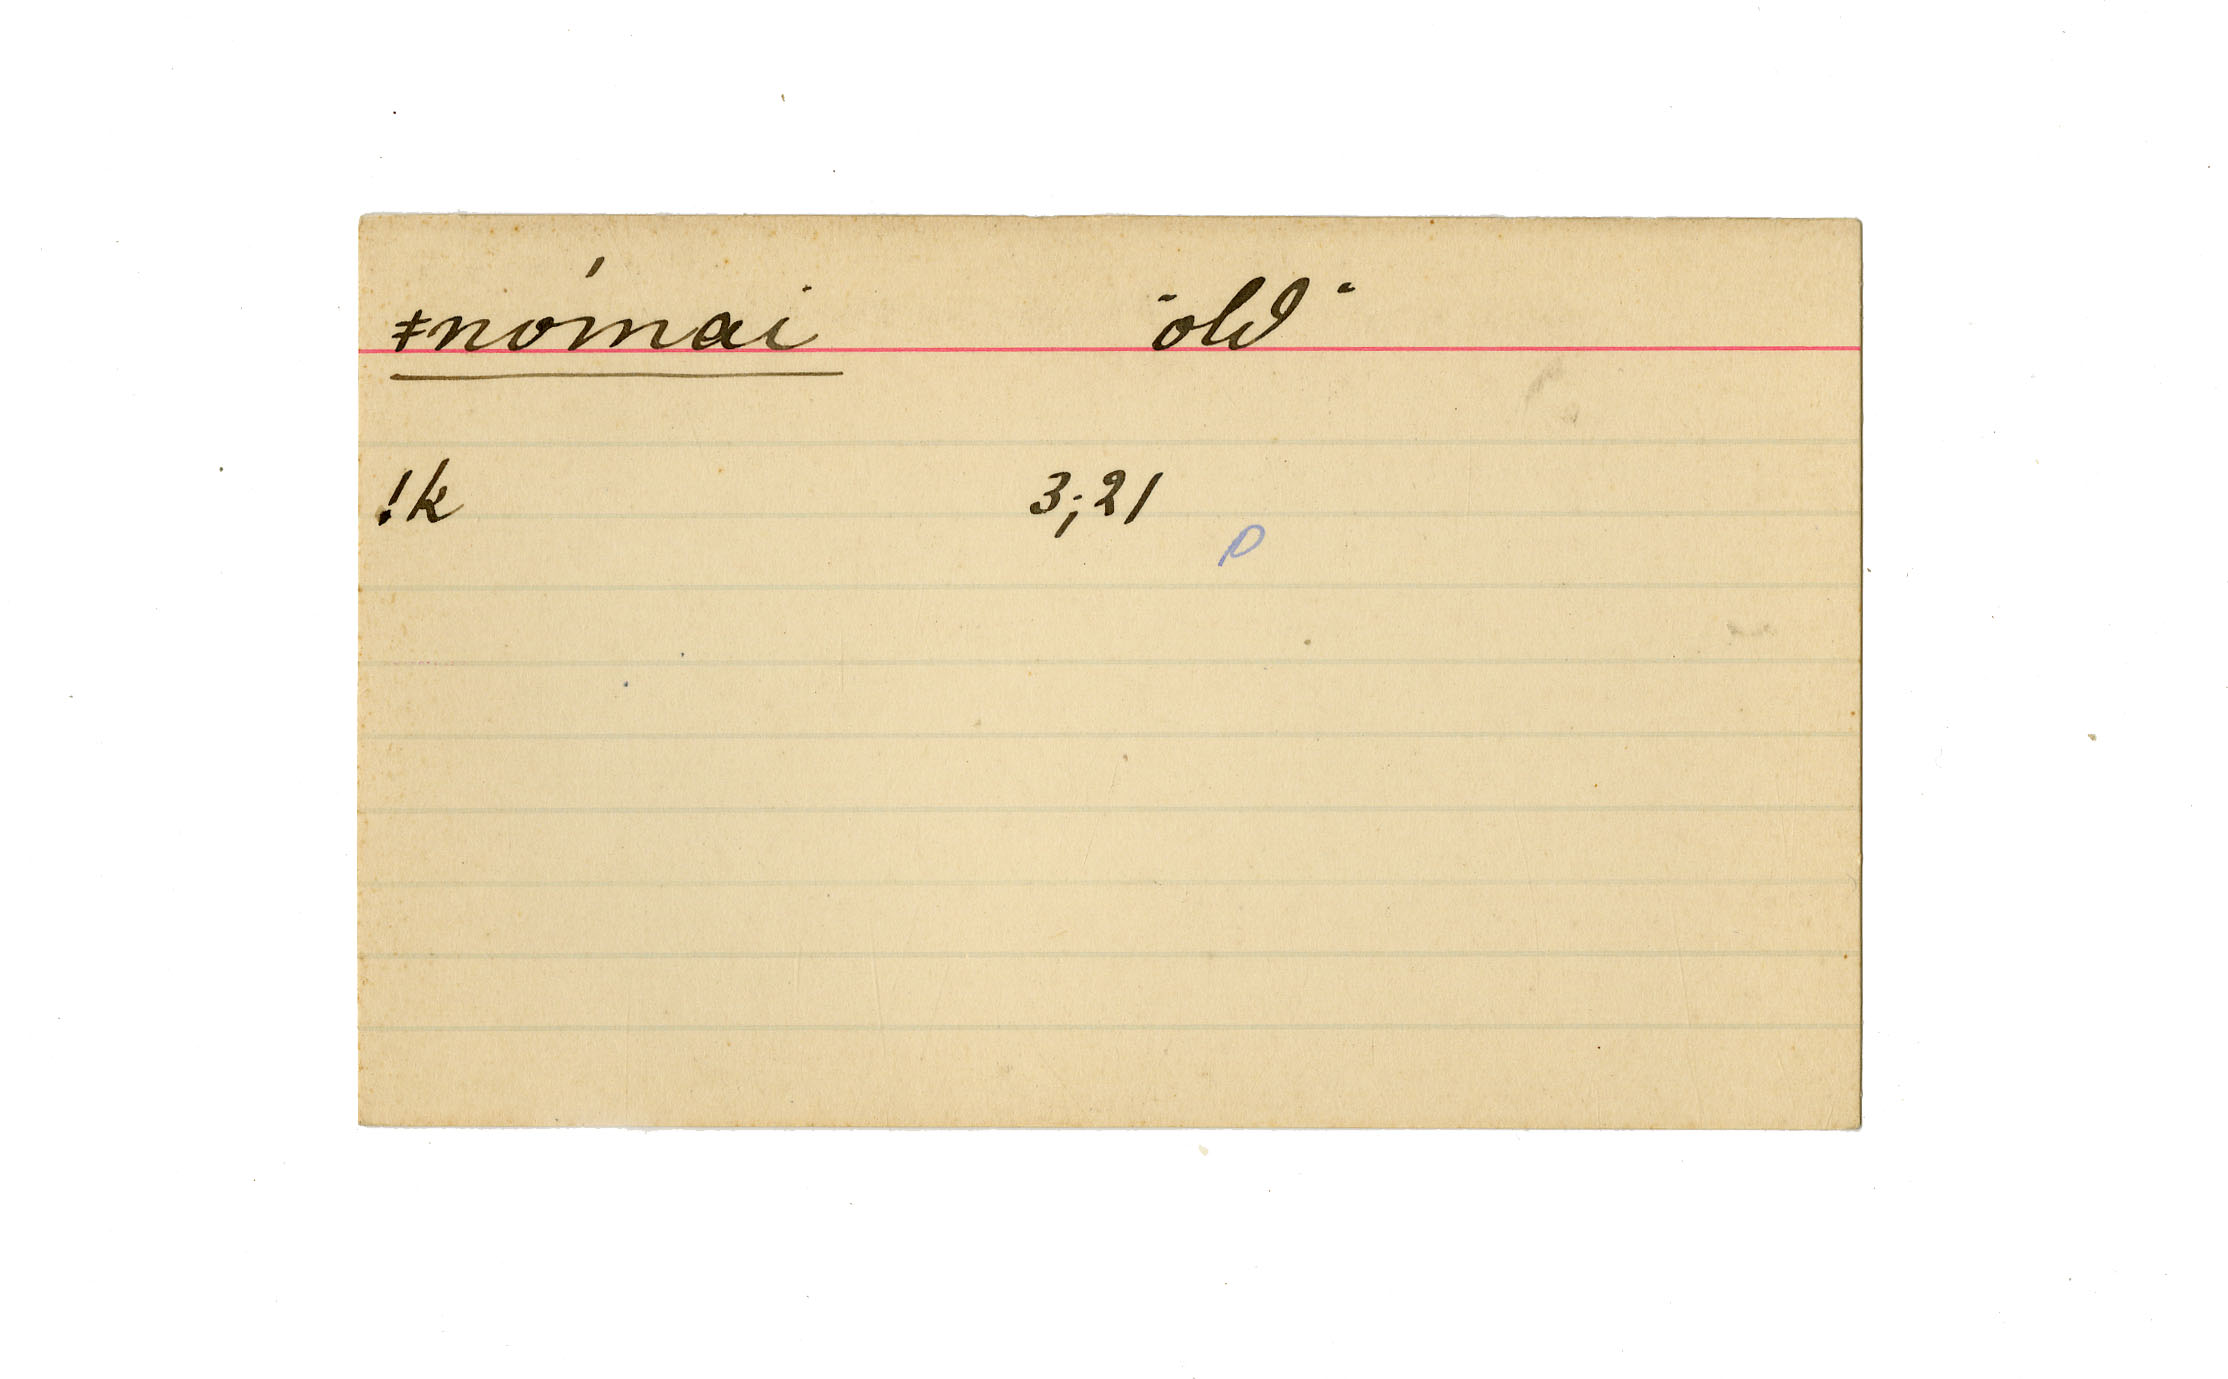 ǂnómai "old"
!k 3;21
P